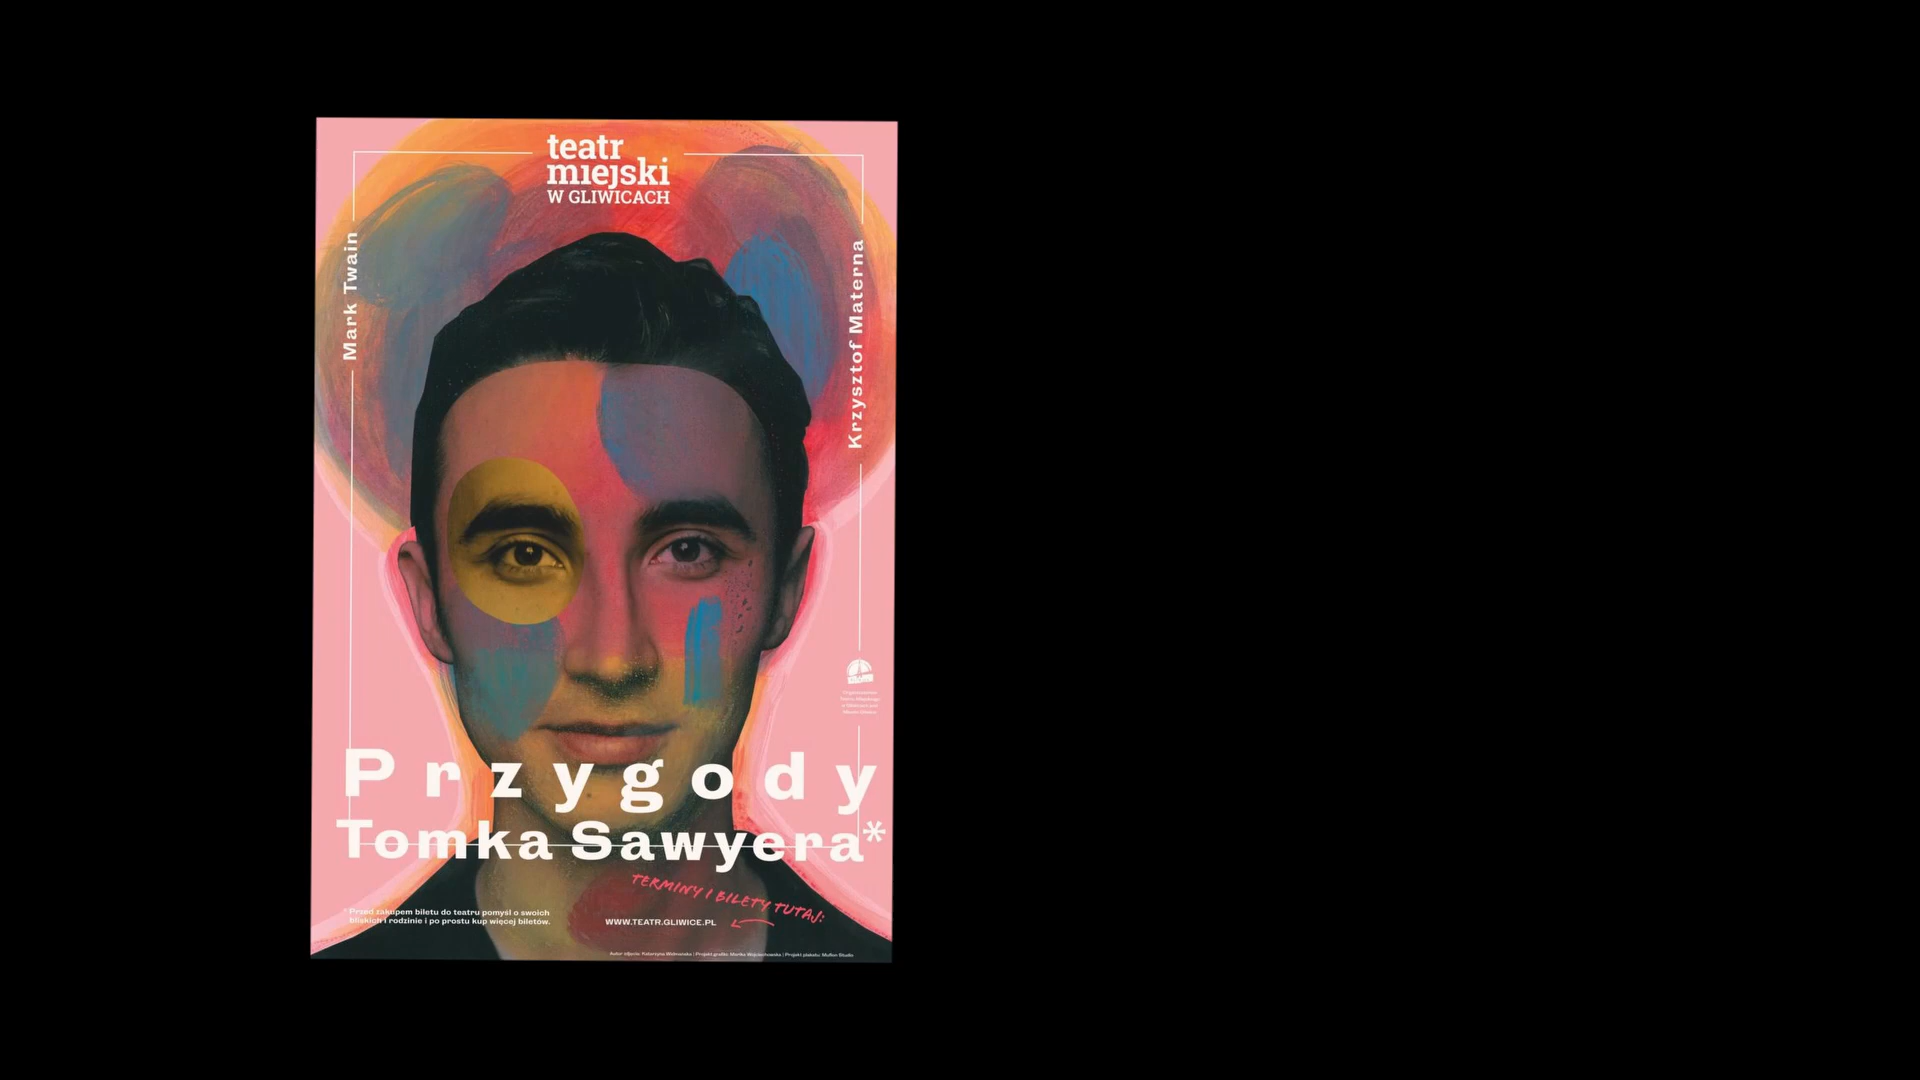 teatr
miejski
W GLIWICACH
Mark Twain
Krzysztof Materna
Przygody
Tomka Sawyera*
TERMINY I BILETY TUTAJ:
* Przed zakupem biletu do teatru pomyśl o swoich
bliskich i rodzinie i po prostu kup więcej biletów.
WWW.TEATR.GLIWICE.PL